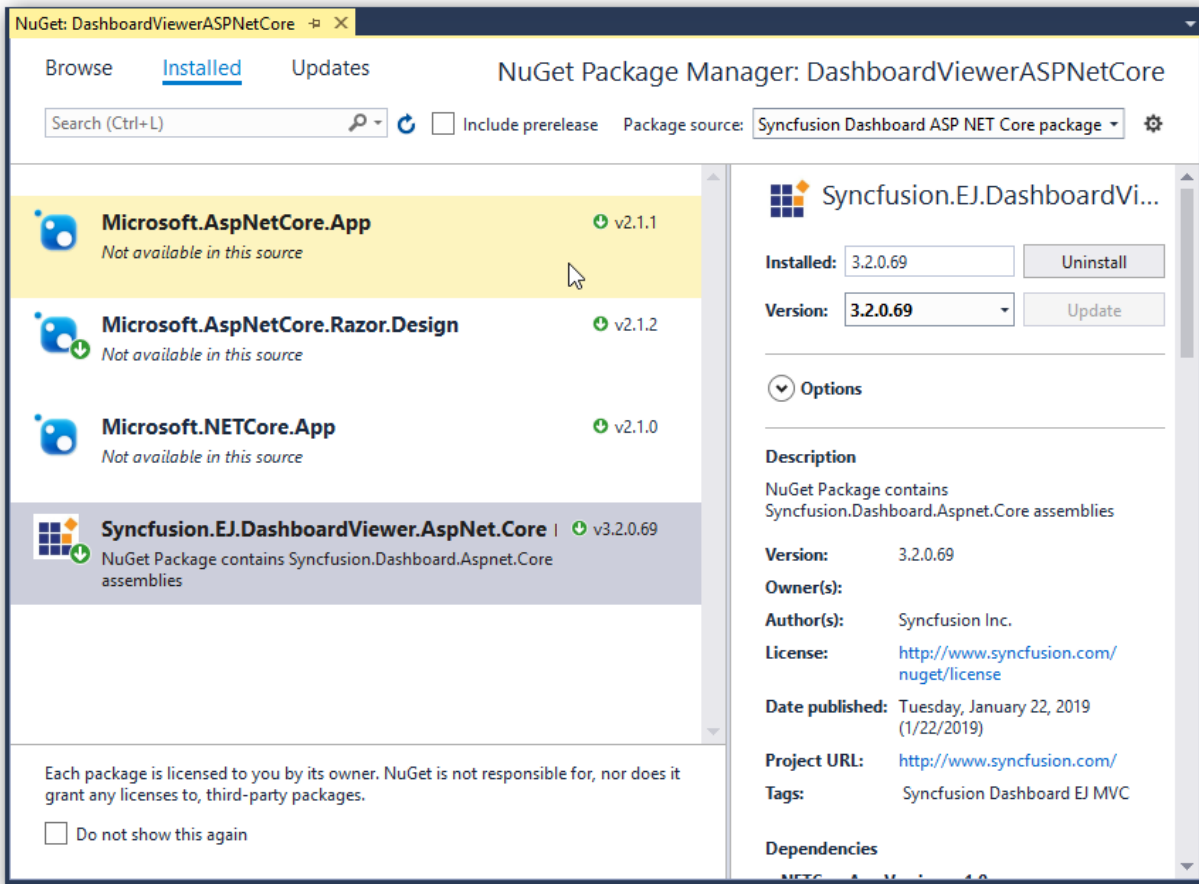 NuGet: DashboardViewerASPNetCore
Browse Installed Updates
NuGet Package Manager: DashboardViewerASPNetCore
Search (Ctrl+L)
Include prerelease
Package source: Syncfusion Dashboard ASP NET Core package
Microsoft.AspNetCore.App
v2.1.1
Not available in this source
Microsoft.AspNetCore.Razor.Design
v2.1.2
Not available in this source
Microsoft.NETCore.App
v2.1.0
Not available in this source
Syncfusion.EJ.DashboardViewer.AspNet.Core
v3.2.0.69
NuGet Package contains Syncfusion.Dashboard.Aspnet.Core
assemblies
Each package is licensed to you by its owner. NuGet is not responsible for, nor does it
grant any licenses to, third-party packages.
Do not show this again
Syncfusion.EJ.DashboardVi...
Installed: 3.2.0.69 Uninstall
Version: 3.2.0.69 Update
Options
Description
NuGet Package contains
Syncfusion.Dashboard.Aspnet.Core assemblies
Version: 3.2.0.69
Owner(s):
Author(s): Syncfusion Inc.
License: http://www.syncfusion.com/
nuget/license
Date published: Tuesday, January 22, 2019
(1/22/2019)
Project URL: http://www.syncfusion.com/
Tags: Syncfusion Dashboard EJ MVC
Dependencies